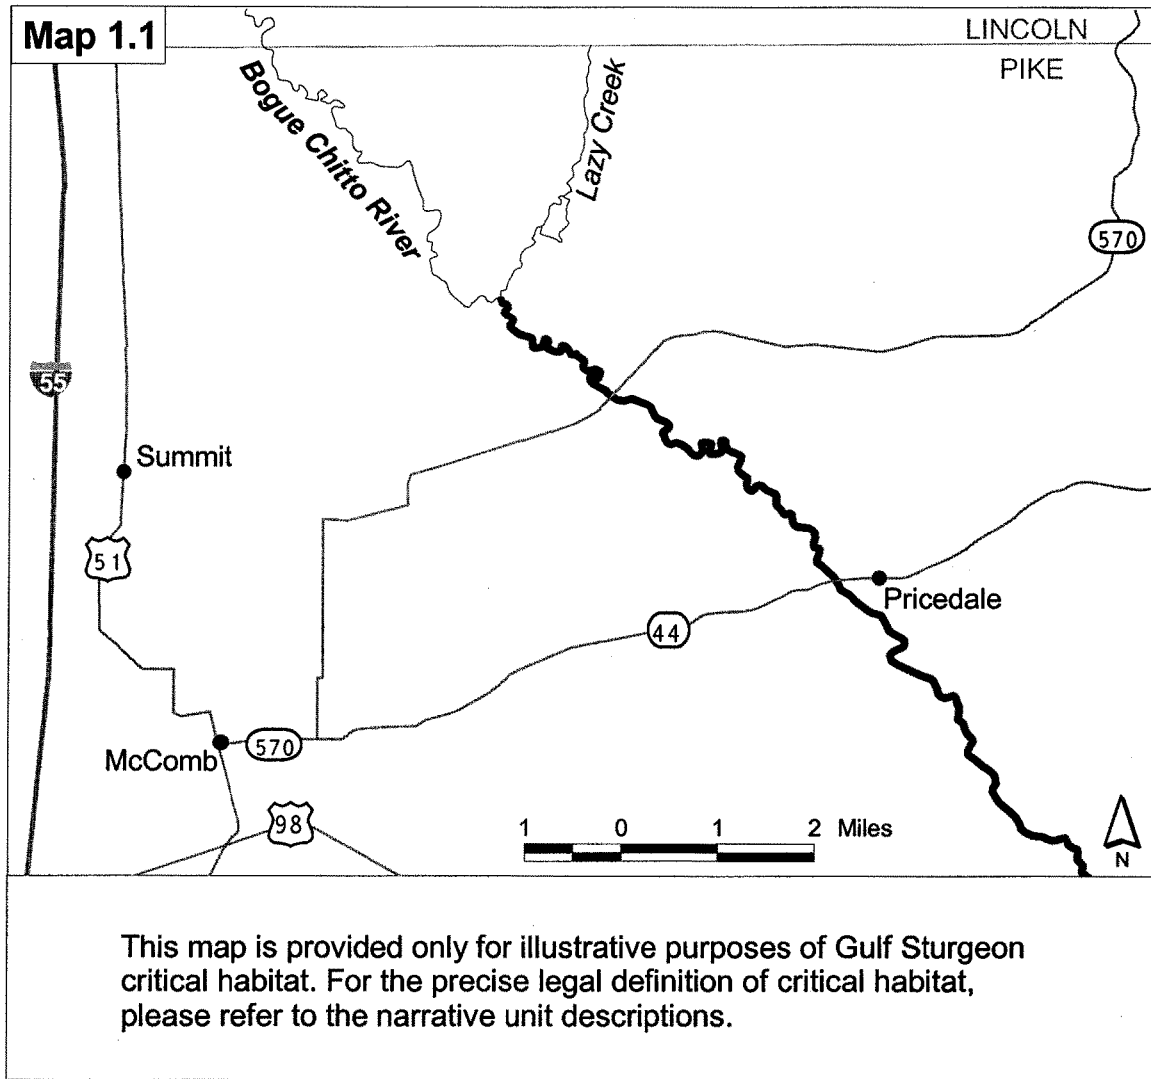 Map 1.1
LINCOLN
PIKE
Bogue Chitto River
Lazy Creek
570
55
Summit
51
Pricedale
44
McComb
570
98
1 0 1 2 Miles
N
This map is provided only for illustrative purposes of Gulf Sturgeon
critical habitat. For the precise legal definition of critical habitat,
please refer to the narrative unit descriptions.